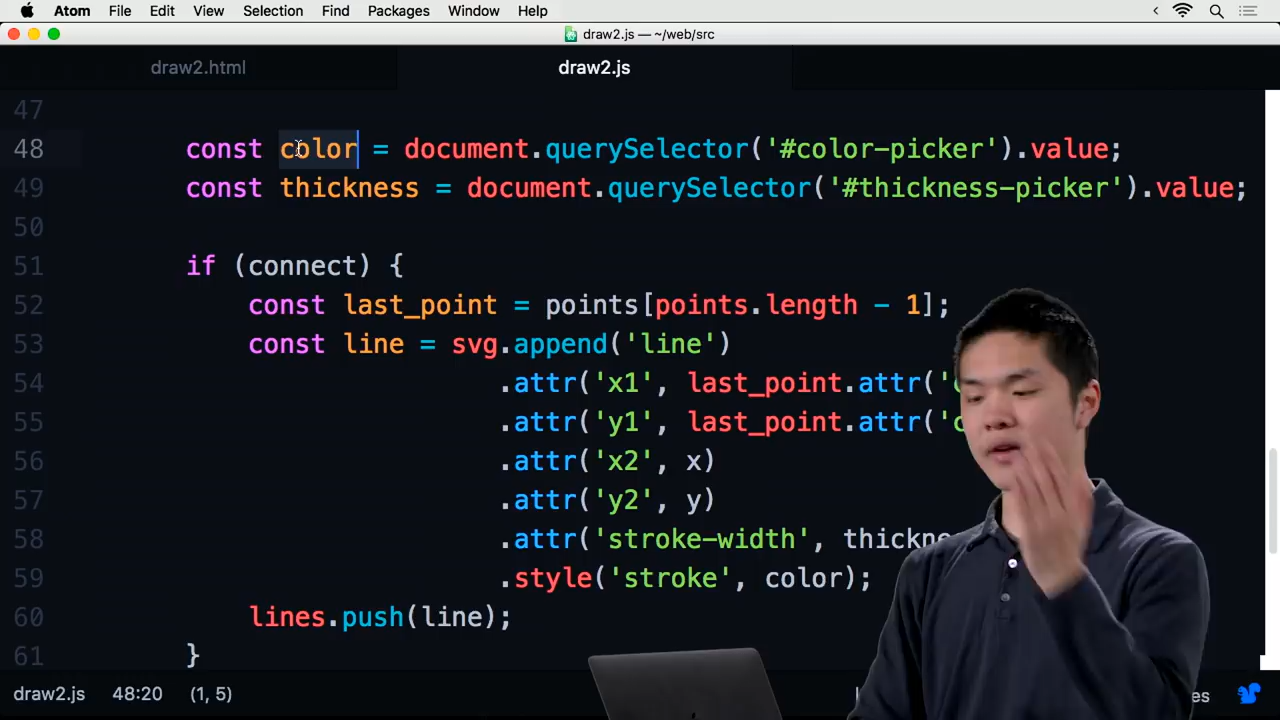 Atom File Edit View Selection Find Packages Window Help
draw2.js — ~/web/src
draw2.html draw2.js
47
48 const color = document.querySelector('#color-picker').value;
49 const thickness = document.querySelector('#thickness-picker').value;
50
51 if (connect) {
52 const last_point = points[points.length - 1];
53 const line = svg.append('line')
54 .attr('x1', last_point.attr('
55 .attr('y1', last_point.attr('
56 .attr('x2', x)
57 .attr('y2', y)
58 .attr('stroke-width', thickne
59 .style('stroke', color);
60 lines.push(line);
61 }
draw2.js 48:20 (1, 5)